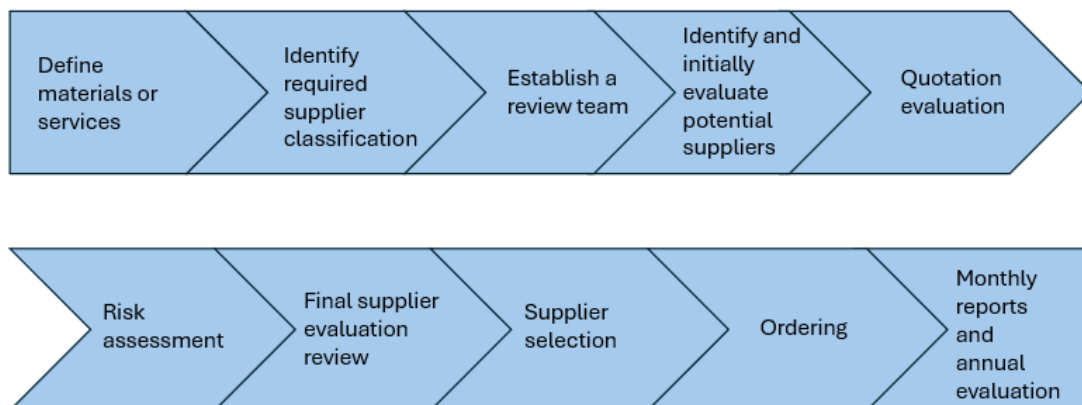 Define
materials or
services
Identify
required
supplier
classification
Establish a
review team
Identify and
initially
evaluate
potential
suppliers
Quotation
evaluation
Risk
assessment
Final supplier
evaluation
review
Supplier
selection
Ordering
Monthly
reports
and
annual
evaluation